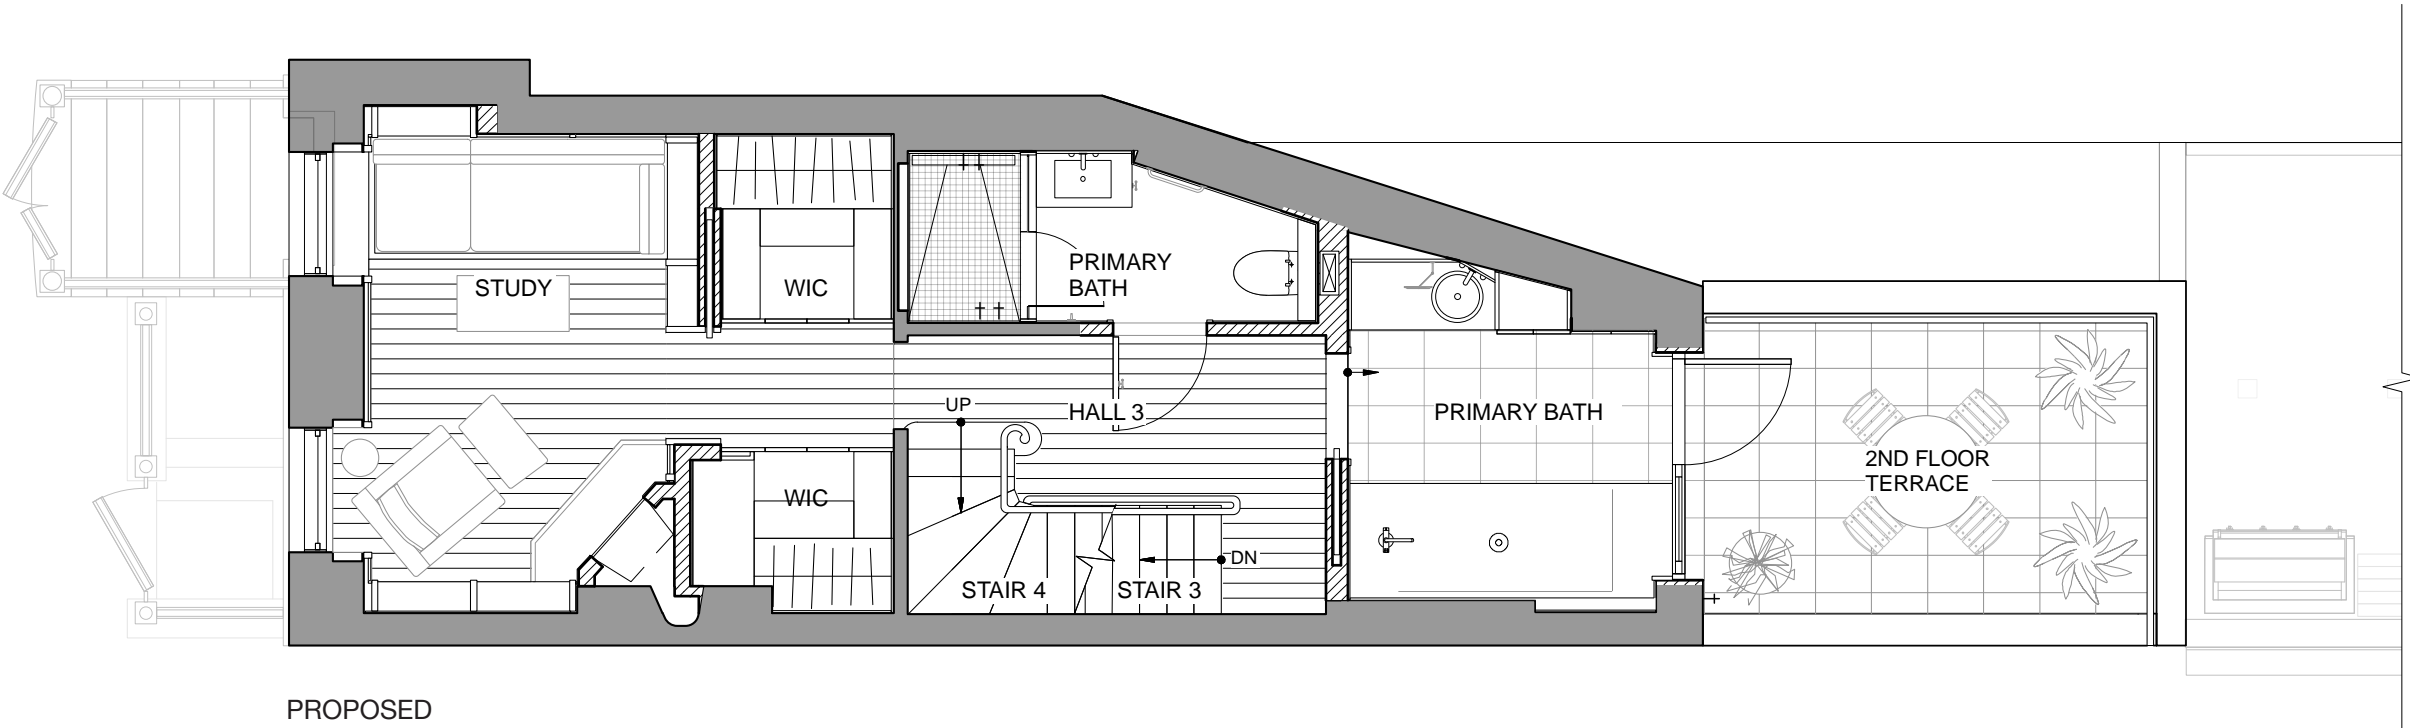 STUDY
WIC
PRIMARY
BATH
UP
HALL 3
PRIMARY BATH
2ND FLOOR
TERRACE
WIC
STAIR 4
STAIR 3
DN
PROPOSED